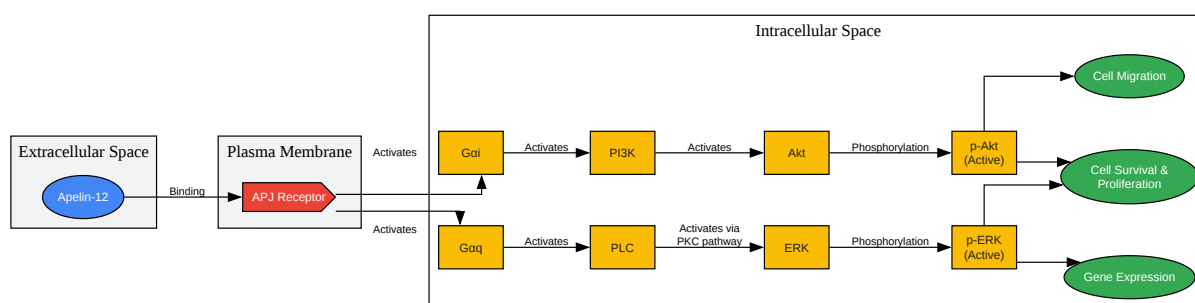 Intracellular Space
Cell Migration
Extracellular Space
Plasma Membrane
Activates
Gαi
Activates
PI3K
Activates
Akt
Phosphorylation
p-Akt
(Active)
Cell Survival &
Proliferation
Apelin-12
Binding
APJ Receptor
Activates
Gαq
Activates
PLC
Activates via
PKC pathway
ERK
Phosphorylation
p-ERK
(Active)
Gene Expression